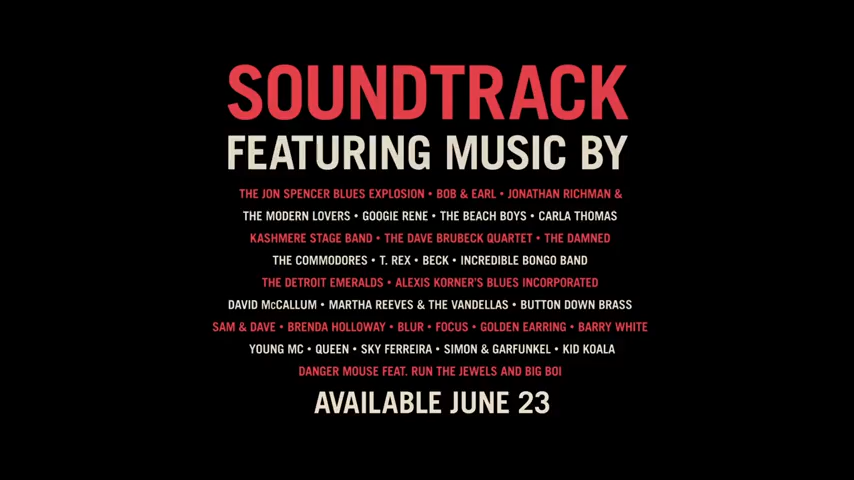 SOUNDTRACK
FEATURING MUSIC BY
THE JON SPENCER BLUES EXPLOSION • BOB & EARL • JONATHAN RICHMAN &
THE MODERN LOVERS • GOOGIE RENE • THE BEACH BOYS • CARLA THOMAS
KASHMERE STAGE BAND • THE DAVE BRUBECK QUARTET • THE DAMNED
THE COMMODORES • T. REX • BECK • INCREDIBLE BONGO BAND
THE DETROIT EMERALDS • ALEXIS KORNER'S BLUES INCORPORATED
DAVID McCALLUM • MARTHA REEVES & THE VANDELLAS • BUTTON DOWN BRASS
SAM & DAVE • BRENDA HOLLOWAY • BLUR • FOCUS • GOLDEN EARRING • BARRY WHITE
YOUNG MC • QUEEN • SKY FERREIRA • SIMON & GARFUNKEL • KID KOALA
DANGER MOUSE FEAT. RUN THE JEWELS AND BIG BOI
AVAILABLE JUNE 23